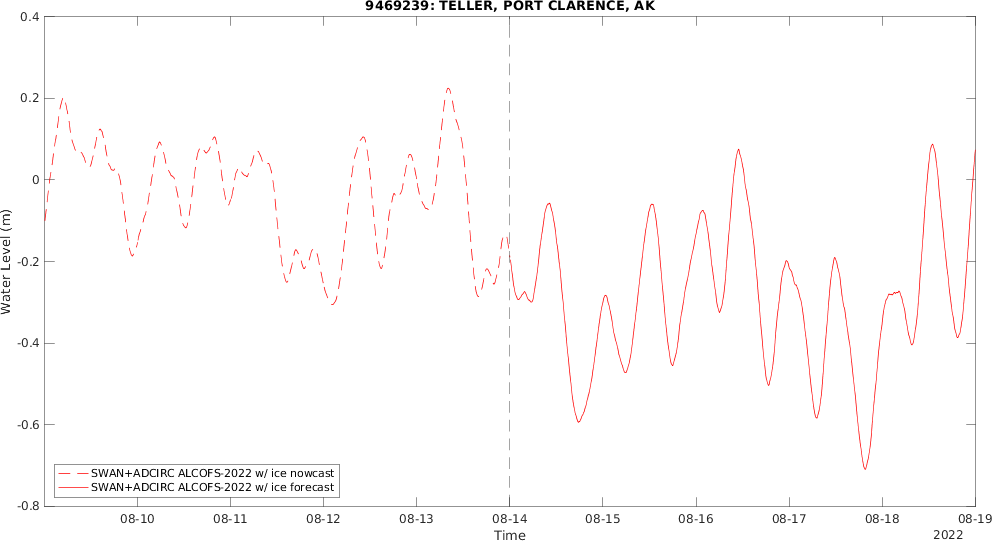 9469239: TELLER, PORT CLARENCE, AK
0.4
0.2
0
-0.2
-0.4
-0.6
-0.8
Water Level (m)
SWAN+ADCIRC ALCOFS-2022 w/ ice nowcast
SWAN+ADCIRC ALCOFS-2022 w/ ice forecast
08-10 08-11 08-12 08-13 08-14 08-15 08-16 08-17 08-18 08-19
Time
2022